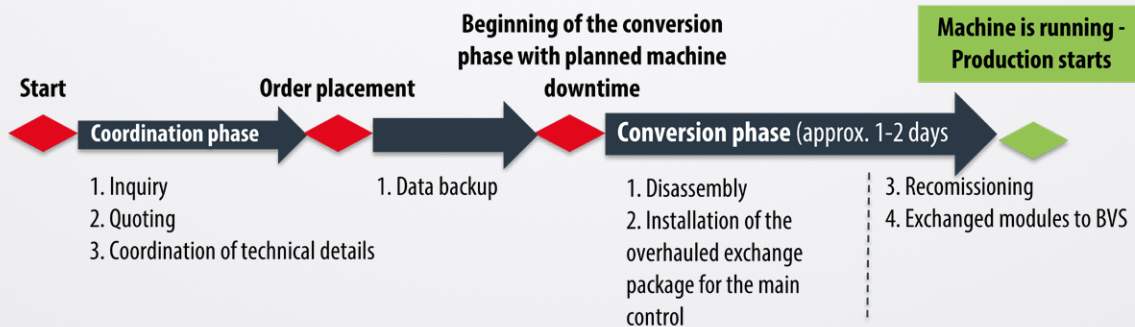 Beginning of the conversion
phase with planned machine
downtime
Machine is running -
Production starts
Start
Order placement
Coordination phase
Conversion phase (approx. 1-2 days
1. Inquiry
2. Quoting
3. Coordination of technical details
1. Data backup
1. Disassembly
2. Installation of the
overhauled exchange
package for the main
control
3. Recomissioning
4. Exchanged modules to BVS